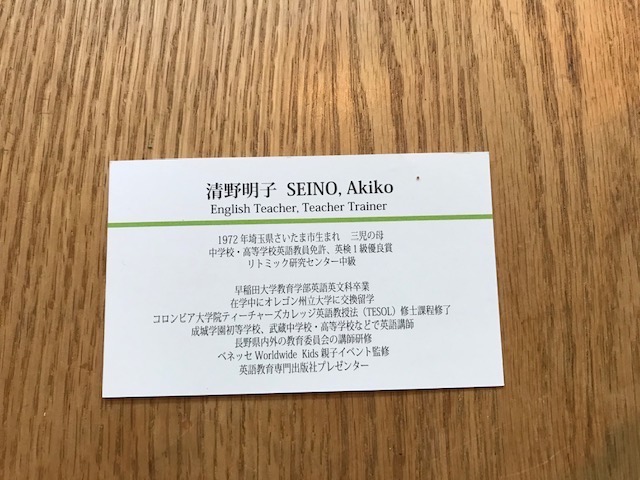 清野明子 SEINO, Akiko
English Teacher, Teacher Trainer
1972年埼玉県さいたま市生まれ 三児の母
中学校・高等学校英語教員免許、英検1級優良賞
リトミック研究センター中級
早稲田大学教育学部英語英文科卒業
在学中にオレゴン州立大学に交換留学
コロンビア大学院ティーチャーズカレッジ英語教授法（TESOL）修士課程修了
成城学園初等学校、武蔵中学校・高等学校などで英語講師
長野県内外の教育委員会の講師研修
ベネッセ Worldwide Kids 親子イベント監修
英語教育専門出版社プレゼンター